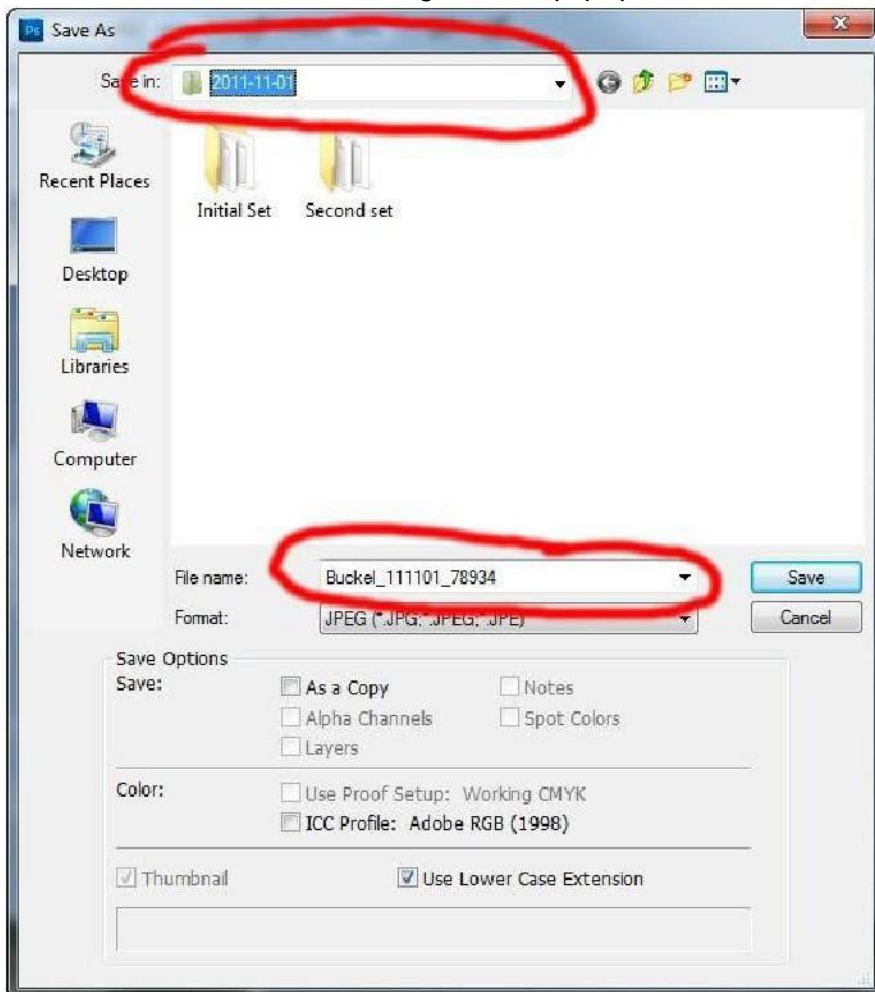 Ps Save As
Save in: 2011-11-01
Initial Set Second set
Recent Places
Desktop
Libraries
Computer
Network
File name: Buckel_111101_78934 Save
Format: JPEG (*.JPG;*.JPEG;*.JPE) Cancel
Save Options
Save: As a Copy Notes
Alpha Channels Spot Colors
Layers
Color: Use Proof Setup: Working CMYK
ICC Profile: Adobe RGB (1998)
Thumbnail Use Lower Case Extension